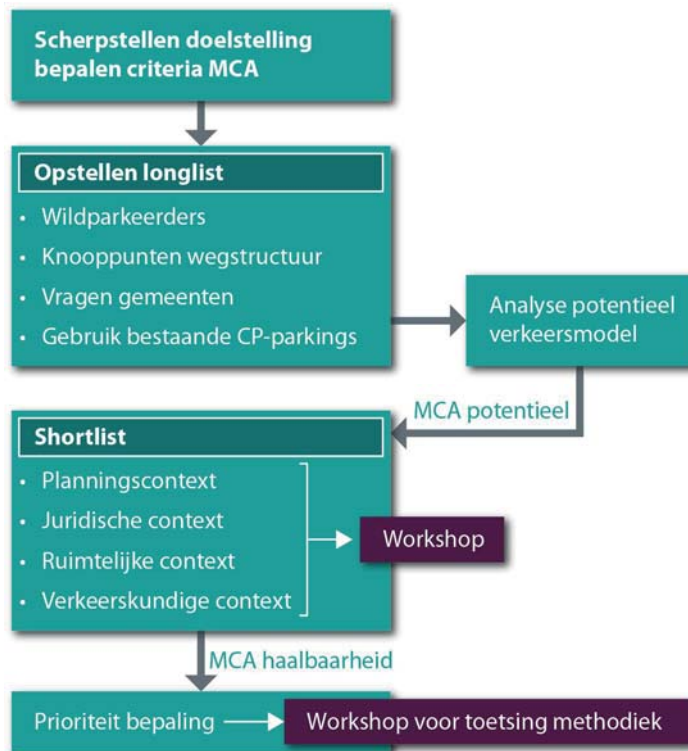 Scherpstellen doelstelling
bepalen criteria MCA
Opstellen longlist
• Wildparkeerders
• Knooppunten wegstructuur
• Vragen gemeenten
• Gebruik bestaande CP-parkings
Analyse potentieel
verkeersmodel
MCA potentieel
Shortlist
• Planningscontext
• Juridische context
• Ruimtelijke context
• Verkeerskundige context
Workshop
MCA haalbaarheid
Prioriteit bepaling
Workshop voor toetsing methodiek